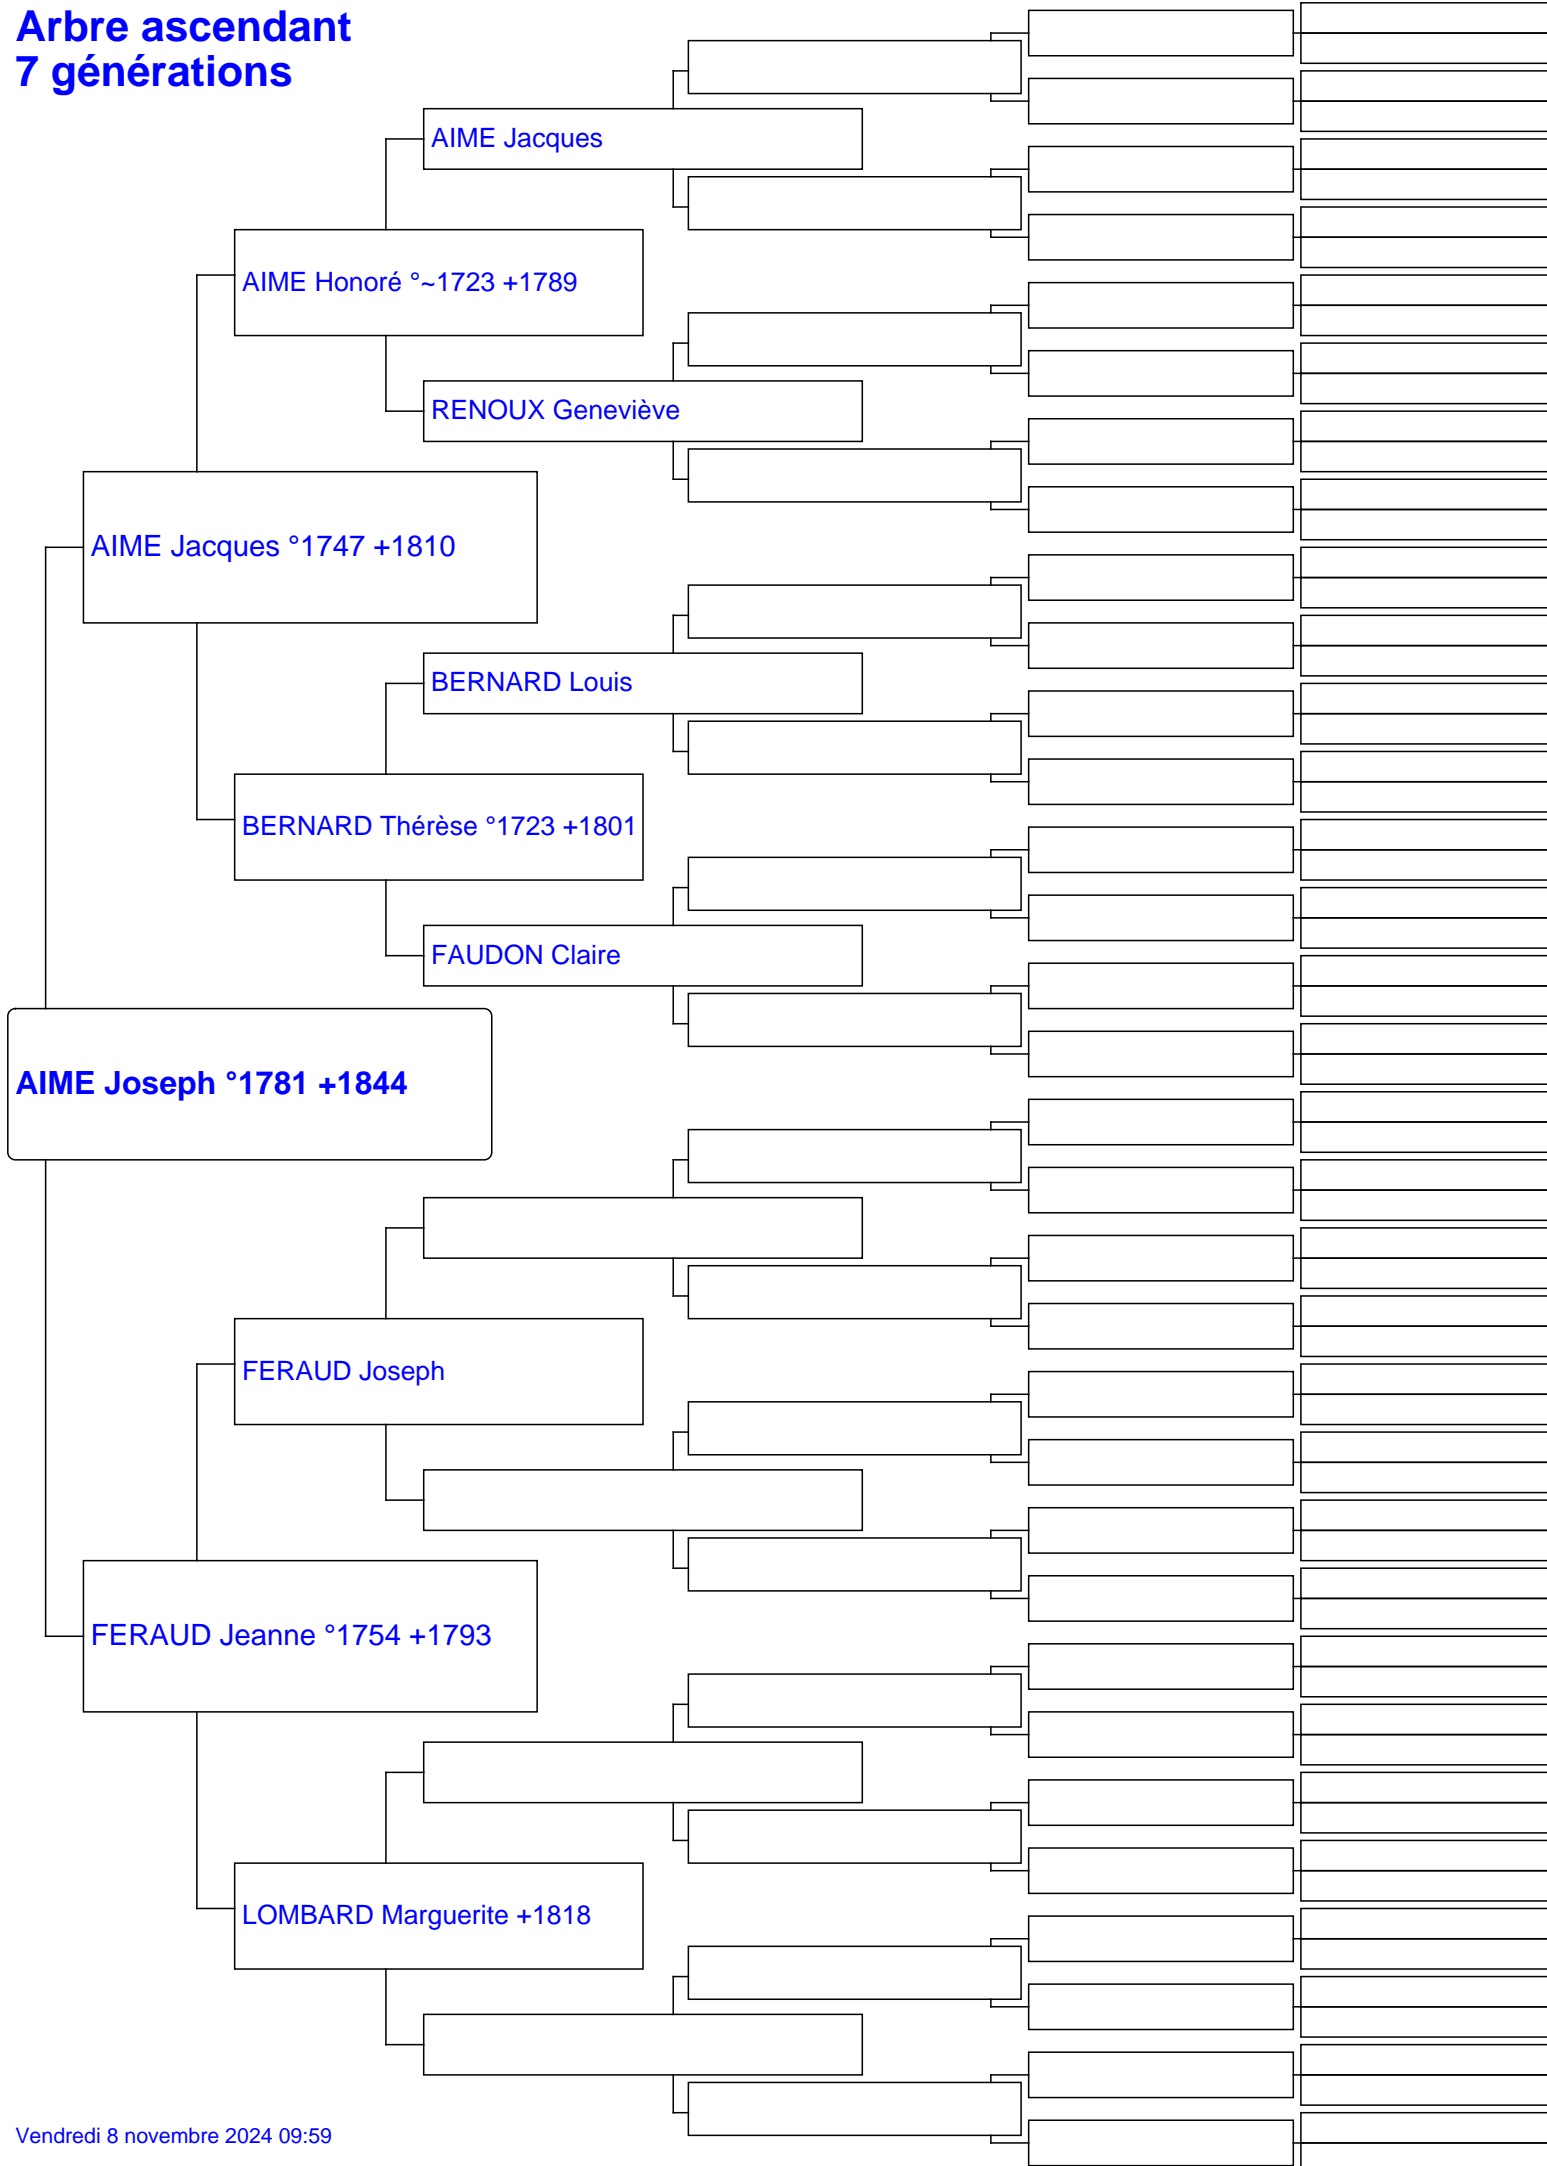 Arbre ascendant
7 générations
AIME Jacques
AIME Honoré °~1723 +1789
RENOUX Geneviève
AIME Jacques °1747 +1810
BERNARD Louis
BERNARD Thérèse °1723 +1801
FAUDON Claire
AIME Joseph °1781 +1844
FERAUD Joseph
FERAUD Jeanne °1754 +1793
LOMBARD Marguerite +1818
Vendredi 8 novembre 2024 09:59